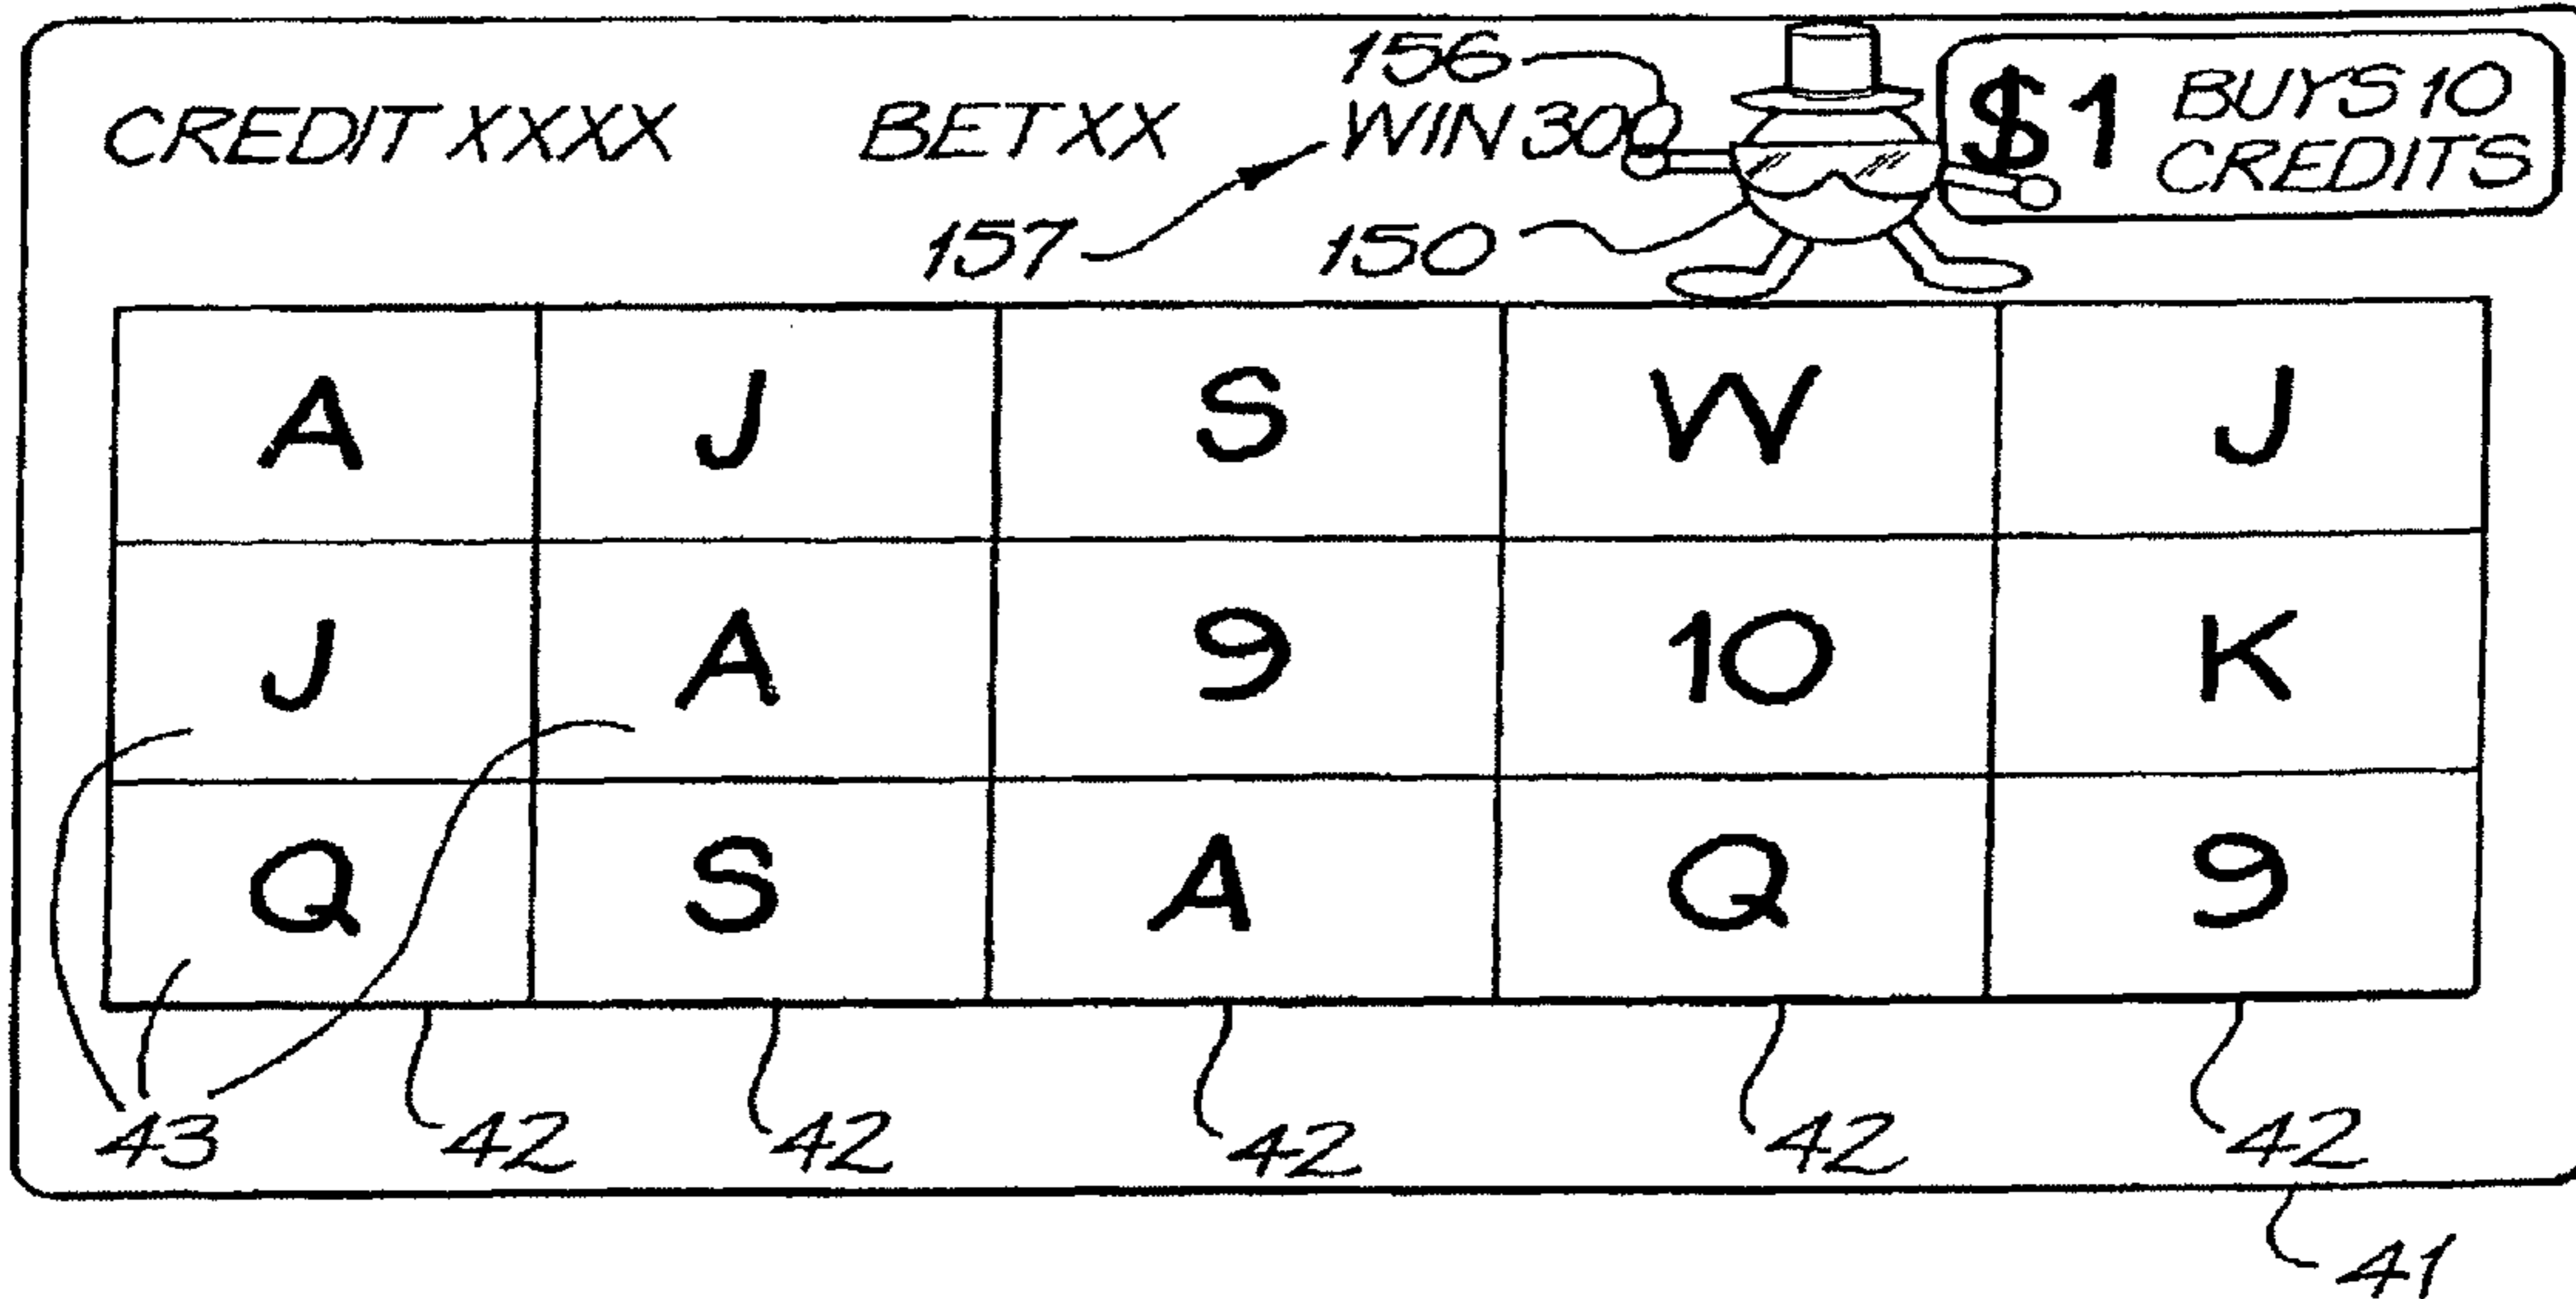 156
CREDIT XXXX BET XX WIN 300 $1 BUYS 10
CREDITS
157 150
A J S W J
J A 9 10 K
Q S A Q 9
43 42 42 42 42 42
41